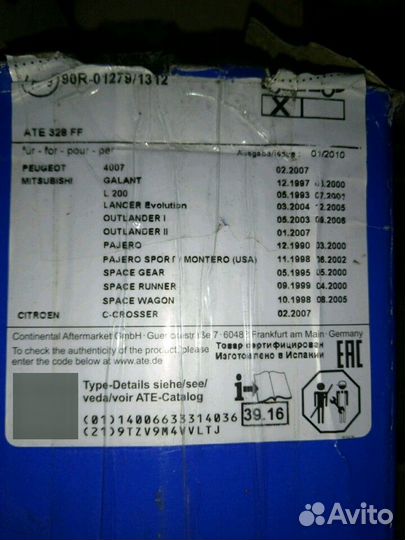 90R-01279/1312
X
ATE 328 FF
für - for - pour - per
Ausgabe/issue : 01/2010
PEUGEOT 4007 02.2007
MITSUBISHI GALANT 12.1997 .2000
L 200 05.1993 07.200
LANCER Evolution 03.2004 12.2005
OUTLANDER I 05.2003 .2006
OUTLANDER II 01.2007
PAJERO 12.1990 03.2000
PAJERO SPORT / MONTERO (USA) 11.1998 06.2002
SPACE GEAR 05.1995 05.2000
SPACE RUNNER 09.1999 04.2000
SPACE WAGON 10.1998 08.2005
CITROEN C-CROSSER 02.2007
Continental Aftermarket GmbH · Guerickestraße 7 · 60488 Frankfurt am Main · Germany
To check the authenticity of the product, please
enter the code below at www.ate.de
Товар сертифицирован
Изготовлено в Испании
EAC
Type-Details siehe/see/
veda/voir ATE-Catalog
i
39.16
(01)14006633314036
(21)9TZV9M4VVLTJ
Avito